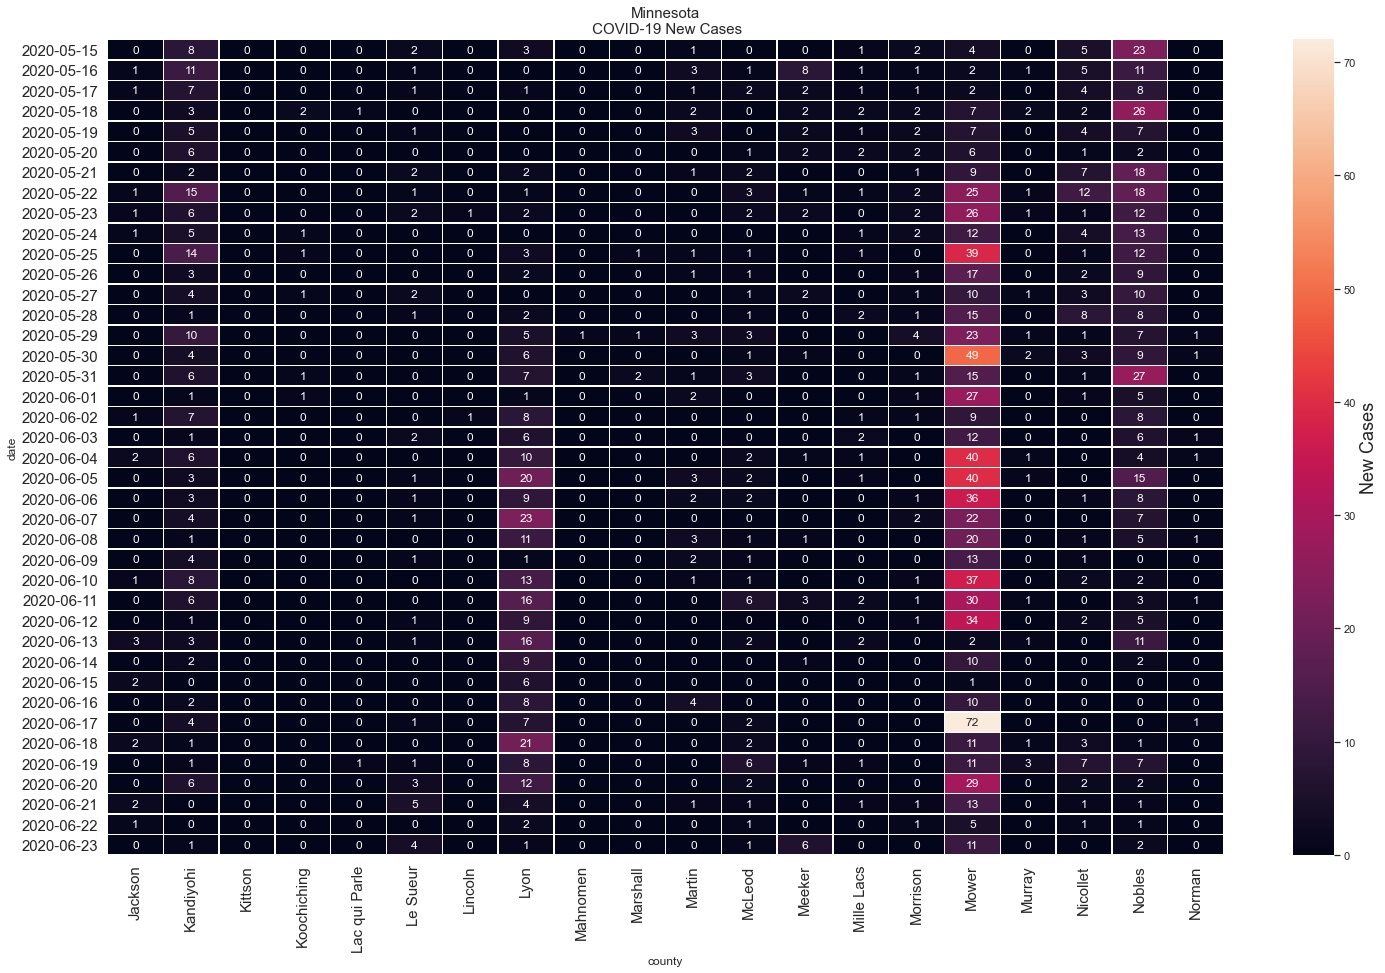 Minnesota
COVID-19 New Cases
2020-05-15 0 8 0 0 0 2 0 3 0 0 1 0 0 1 2 4 0 5 23 0
2020-05-16 1 11 0 0 0 1 0 0 0 0 3 1 8 1 1 2 1 5 11 0
2020-05-17 1 7 0 0 0 1 0 1 0 0 1 2 2 1 1 2 0 4 8 0
2020-05-18 0 3 0 2 1 0 0 0 0 0 2 0 2 2 2 7 2 2 26 0
2020-05-19 0 5 0 0 0 1 0 0 0 0 3 0 2 1 2 7 0 4 7 0
2020-05-20 0 6 0 0 0 0 0 0 0 0 0 1 2 2 2 6 0 1 2 0
2020-05-21 0 2 0 0 0 2 0 2 0 0 1 2 0 0 1 9 0 7 18 0
2020-05-22 1 15 0 0 0 1 0 1 0 0 0 3 1 1 2 25 1 12 18 0
2020-05-23 1 6 0 0 0 2 1 2 0 0 0 2 2 0 2 26 1 1 12 0
2020-05-24 1 5 0 1 0 0 0 0 0 0 0 0 0 1 2 12 0 4 13 0
2020-05-25 0 14 0 1 0 0 0 3 0 1 1 1 0 1 0 39 0 1 12 0
2020-05-26 0 3 0 0 0 0 0 2 0 0 1 1 0 0 1 17 0 2 9 0
2020-05-27 0 4 0 1 0 2 0 0 0 0 0 1 2 0 1 10 1 3 10 0
2020-05-28 0 1 0 0 0 1 0 2 0 0 0 1 0 2 1 15 0 8 8 0
2020-05-29 0 10 0 0 0 0 0 5 1 1 3 3 0 0 4 23 1 1 7 1
2020-05-30 0 4 0 0 0 0 0 6 0 0 0 1 1 0 0 49 2 3 9 1
2020-05-31 0 6 0 1 0 0 0 7 0 2 1 3 0 0 1 15 0 1 27 0
2020-06-01 0 1 0 1 0 0 0 1 0 0 2 0 0 0 1 27 0 1 5 0
2020-06-02 1 7 0 0 0 0 1 8 0 0 0 0 0 1 1 9 0 0 8 0
2020-06-03 0 1 0 0 0 2 0 6 0 0 0 0 0 2 0 12 0 0 6 1
2020-06-04 2 6 0 0 0 0 0 10 0 0 0 2 1 1 0 40 1 0 4 1
2020-06-05 0 3 0 0 0 1 0 20 0 0 3 2 0 1 0 40 1 0 15 0
2020-06-06 0 3 0 0 0 0 0 9 0 0 2 2 0 0 1 36 0 1 8 0
2020-06-07 0 4 0 0 0 1 0 23 0 0 0 0 0 0 2 22 0 0 7 0
2020-06-08 0 1 0 0 0 0 0 11 0 0 3 1 1 0 0 20 0 1 5 1
2020-06-09 0 4 0 0 0 1 0 1 0 0 2 1 0 0 0 13 0 1 0 0
2020-06-10 1 8 0 0 0 0 0 13 0 0 1 1 0 0 1 37 0 2 2 0
2020-06-11 0 6 0 0 0 0 0 16 0 0 0 6 3 2 1 30 1 0 3 1
2020-06-12 0 1 0 0 0 1 0 9 0 0 0 0 0 0 1 34 0 2 5 0
2020-06-13 3 3 0 0 0 1 0 16 0 0 0 2 0 2 0 2 1 0 11 0
2020-06-14 0 2 0 0 0 0 0 9 0 0 0 0 1 0 0 10 0 0 2 0
2020-06-15 2 0 0 0 0 0 0 6 0 0 0 0 0 0 0 1 0 0 0 0
2020-06-16 0 2 0 0 0 0 0 8 0 0 4 0 0 0 0 10 0 0 0 0
2020-06-17 0 4 0 0 0 1 0 7 0 0 0 2 0 0 0 72 0 0 0 1
2020-06-18 2 1 0 0 0 0 0 21 0 0 0 2 0 0 0 11 1 3 1 0
2020-06-19 0 1 0 0 1 1 0 8 0 0 0 6 1 1 0 11 3 7 7 0
2020-06-20 0 6 0 0 0 3 0 12 0 0 0 2 0 0 0 29 0 2 2 0
2020-06-21 2 0 0 0 0 5 0 4 0 0 1 1 0 1 1 13 0 1 1 0
2020-06-22 1 0 0 0 0 0 0 2 0 0 0 1 0 0 1 5 0 1 1 0
2020-06-23 0 1 0 0 0 4 0 1 0 0 0 1 6 0 0 11 0 0 2 0
date
Jackson Kandiyohi Kittson Koochiching Lac qui Parle Le Sueur Lincoln Lyon Mahnomen Marshall Martin McLeod Meeker Mille Lacs Morrison Mower Murray Nicollet Nobles Norman
county
70
60
50
40
30
20
10
0
New Cases